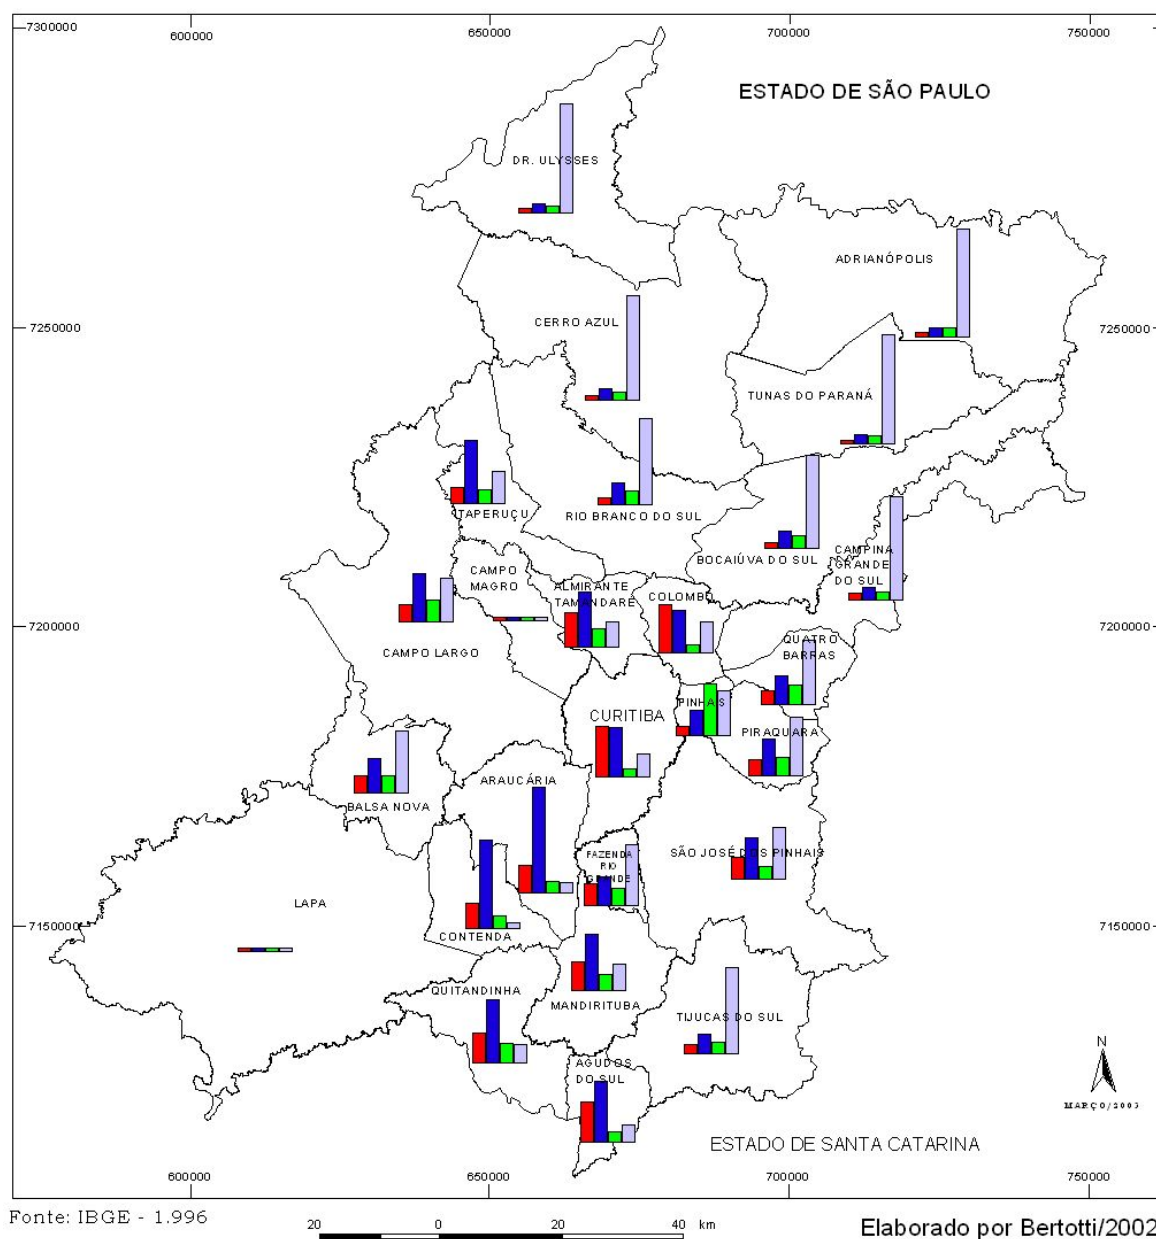 600000
650000
700000
750000
7300000
ESTADO DE SÃO PAULO
DR. ULYSSES
ADRIANÓPOLIS
7250000
CERRO AZUL
7250000
TUNAS DO PARANÁ
ITAPERUÇU
RIO BRANCO DO SUL
BOCAIÚVA DO SUL
CAMPINA
GRANDE
DO SUL
CAMPO
MAGRO
ALMIRANTE
TAMANDARÉ
COLOMBO
7200000
7200000
CAMPO LARGO
QUATRO
BARRAS
PINHAIS
CURITIBA
PIRAQUARA
ARAUCÁRIA
BALSA NOVA
FAZENDA
RIO
GRANDE
SÃO JOSÉ DOS PINHAIS
LAPA
7150000
CONTENDA
7150000
QUITANDINHA
MANDIRITUBA
TIJUCAS DO SUL
AGUDOS
DO SUL
N
MARÇO/2003
ESTADO DE SANTA CATARINA
600000
650000
700000
750000
Fonte: IBGE - 1.996
20
0
20
40
km
Elaborado por Bertotti/2002